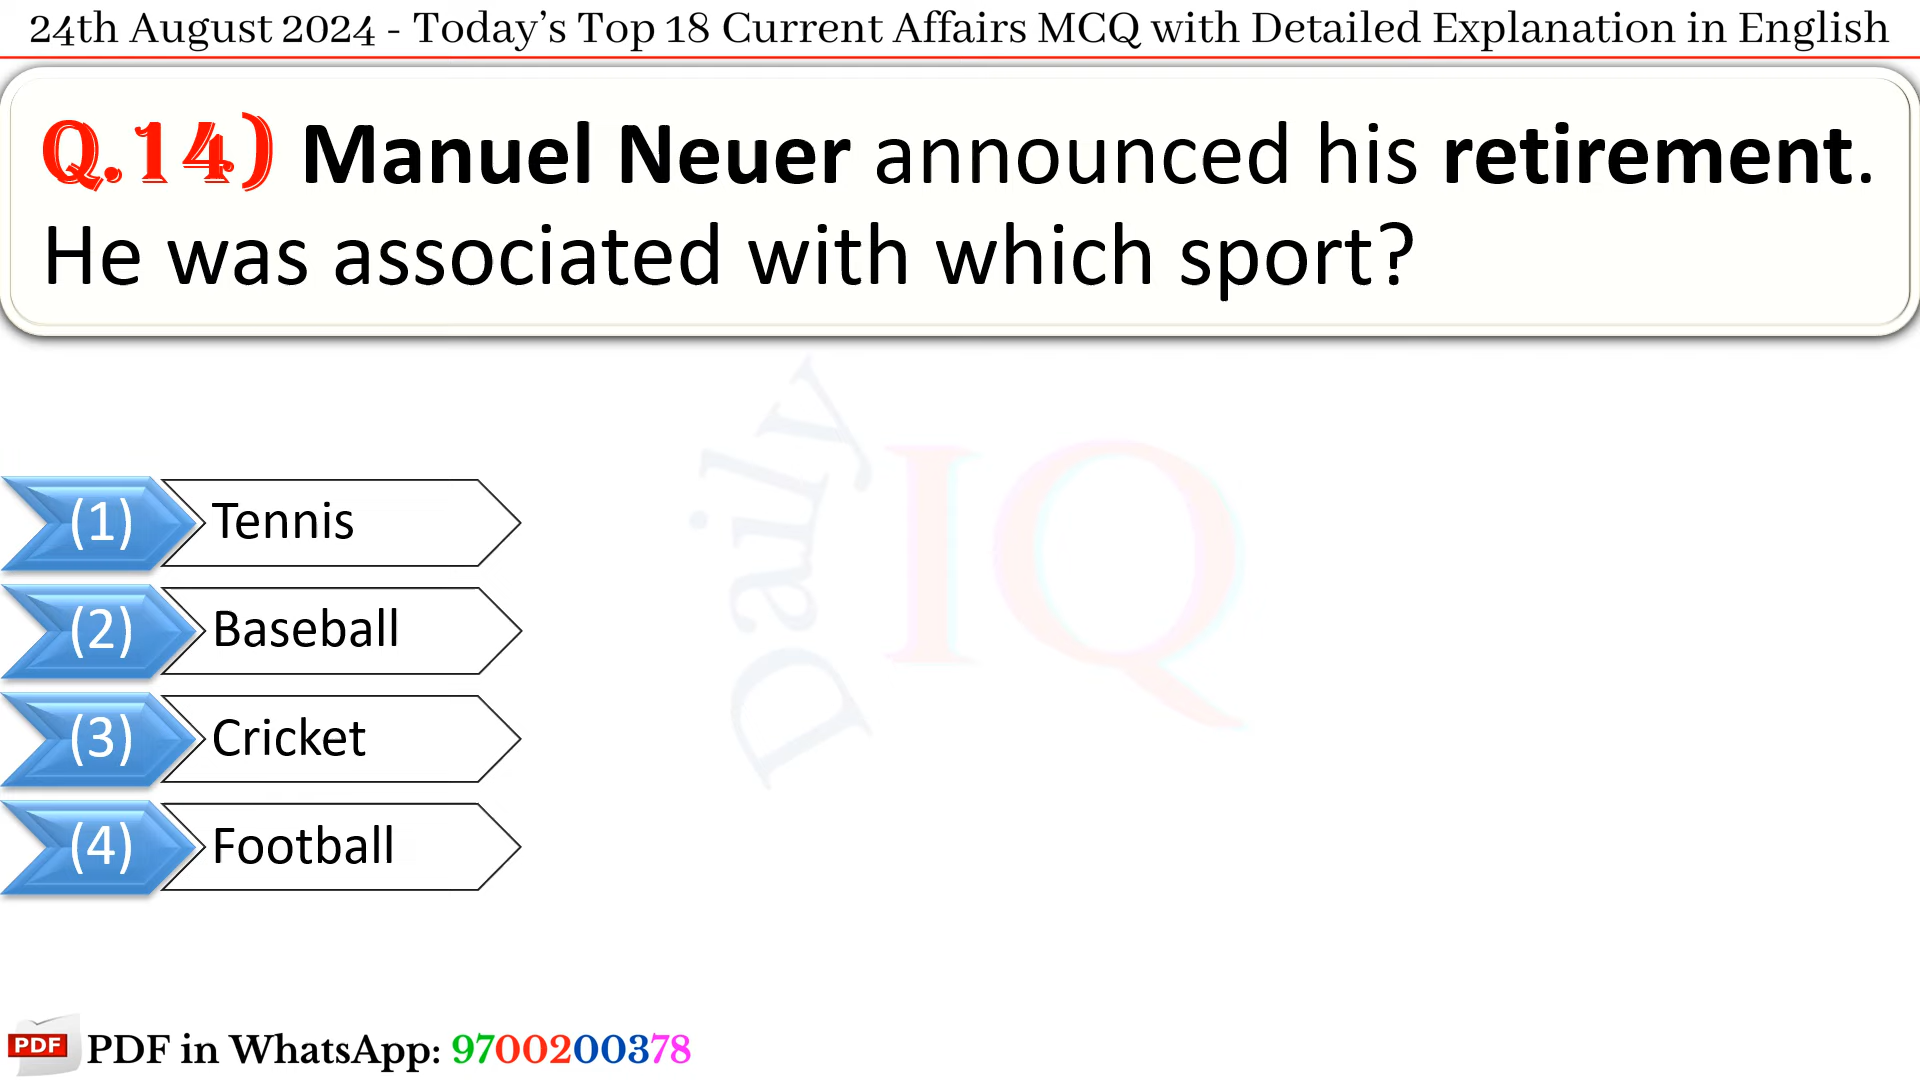 24th August 2024 - Today’s Top 18 Current Affairs MCQ with Detailed Explanation in English
Q.14) Manuel Neuer announced his retirement.
He was associated with which sport?
Daily IQ
(1) Tennis
(2) Baseball
(3) Cricket
(4) Football
PDF PDF in WhatsApp: 9700200378